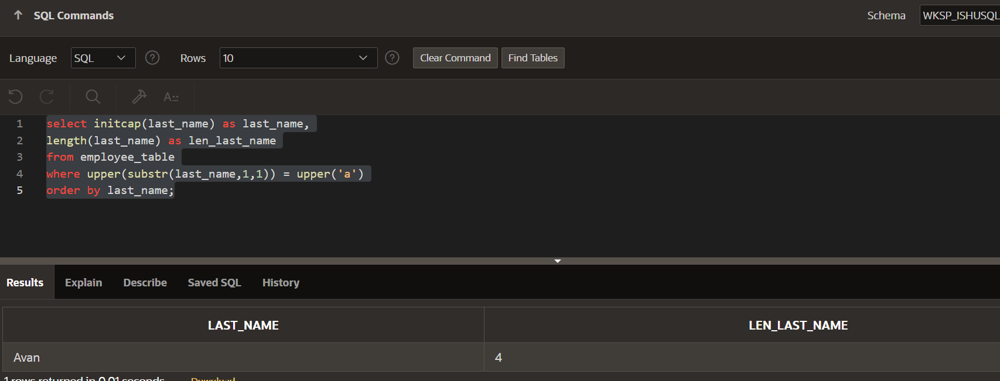 SQL Commands
Schema WKSP_ISHUSQL
Language SQL Rows 10 Clear Command Find Tables
1 select initcap(last_name) as last_name,
2 length(last_name) as len_last_name
3 from employee_table
4 where upper(substr(last_name,1,1)) = upper('a')
5 order by last_name;
Results Explain Describe Saved SQL History
LAST_NAME LEN_LAST_NAME
Avan 4
1 rows returned in 0.01 seconds Download